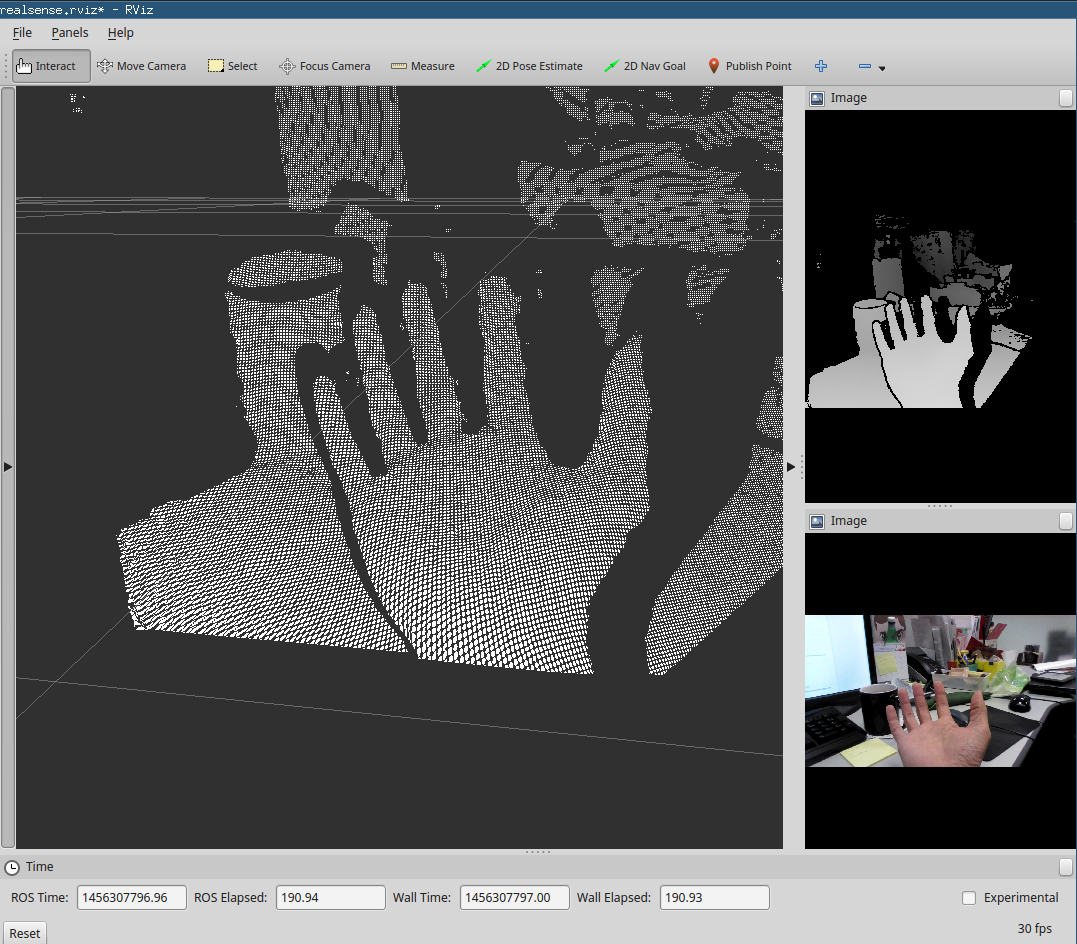 realsense.rviz* - RViz
File Panels Help
Interact Move Camera Select Focus Camera Measure 2D Pose Estimate 2D Nav Goal Publish Point
Image
Image
Time
ROS Time: 1456307796.96 ROS Elapsed: 190.94 Wall Time: 1456307797.00 Wall Elapsed: 190.93 Experimental
Reset 30 fps